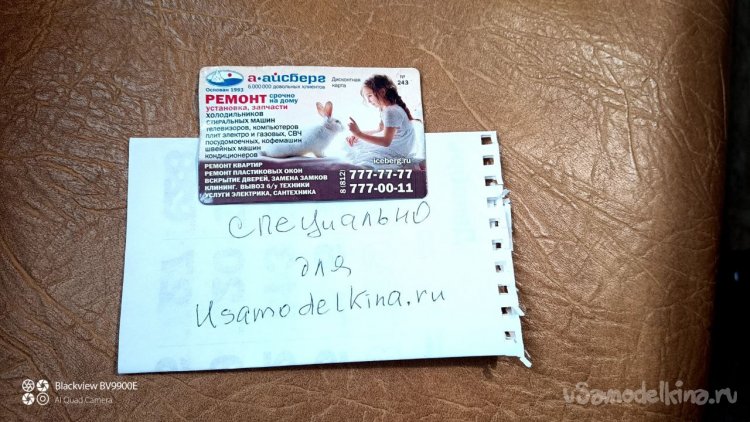 а•айсберг
Основан 1993
6.000.000 довольных клиентов
Дисконтная
карта
№
243
РЕМОНТ срочно
на дому
установка, запчасти
ХОЛОДИЛЬНИКОВ
СТИРАЛЬНЫХ МАШИН
телевизоров, компьютеров
плит электро и газовых, СВЧ
посудомоечных, кофемашин
швейных машин
кондиционеров
iceberg.ru
РЕМОНТ КВАРТИР
РЕМОНТ ПЛАСТИКОВЫХ ОКОН
ВСКРЫТИЕ ДВЕРЕЙ, ЗАМЕНА ЗАМКОВ
КЛИНИНГ. ВЫВОЗ б/у ТЕХНИКИ
УСЛУГИ ЭЛЕКТРИКА, САНТЕХНИКА
8 (812) 777-77-77
777-00-11
специально
для
Usamodelkina.ru
Blackview BV9900E
AI Quad Camera
uSamodelkina.ru